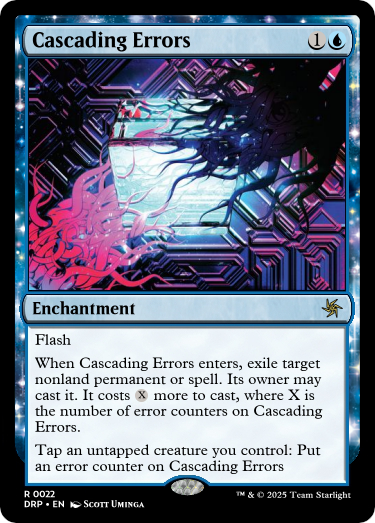 Cascading Errors 1
Enchantment
Flash
When Cascading Errors enters, exile target
nonland permanent or spell. Its owner may
cast it. It costs X more to cast, where X is
the number of error counters on Cascading
Errors.
Tap an untapped creature you control: Put
an error counter on Cascading Errors
R 0022
DRP • EN Scott Uminga
™ & © 2025 Team Starlight